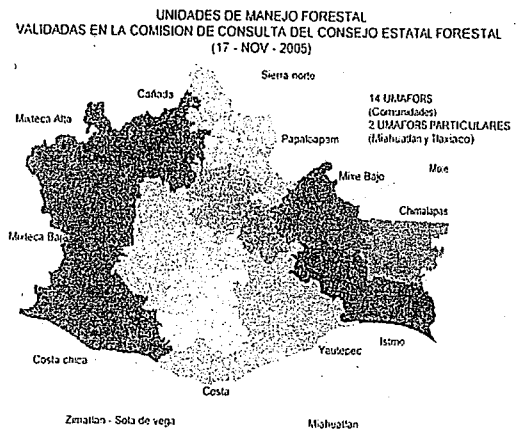 UNIDADES DE MANEJO FORESTAL
VALIDADAS EN LA COMISION DE CONSULTA DEL CONSEJO ESTATAL FORESTAL
(17 - NOV - 2005)
Sierra norte
Cañada
14 UMAFORS
(Comunidades)
2 UMAFORS PARTICULARES
(Miahuatlan y Tlaxiaco)
Mixteca Alta
Papaloapam
Mixe Bajo
Chimalapas
Mixteca Baja
Istmo
Yautepec
Costa chica
Costa
Zimatlan - Sola de vega
Miahuatlan